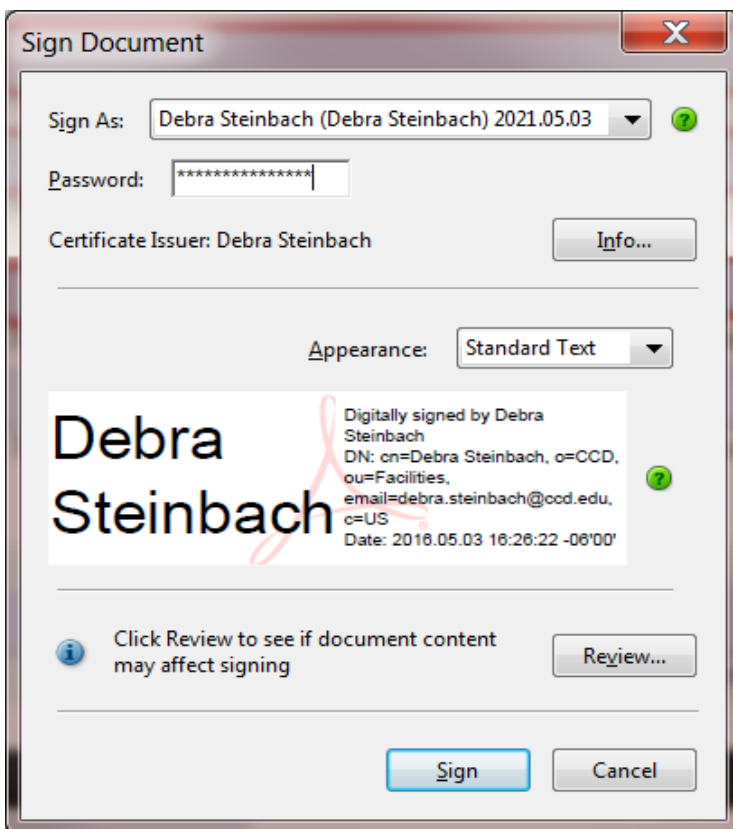 Sign Document
X
Sign As: Debra Steinbach (Debra Steinbach) 2021.05.03
?
Password: ***************
Certificate Issuer: Debra Steinbach
Info...
Appearance: Standard Text
Debra
Steinbach
Digitally signed by Debra
Steinbach
DN: cn=Debra Steinbach, o=CCD,
ou=Facilities,
email=debra.steinbach@ccd.edu,
c=US
Date: 2016.05.03 16:26:22 -06'00'
?
i
Click Review to see if document content
may affect signing
Review...
Sign
Cancel